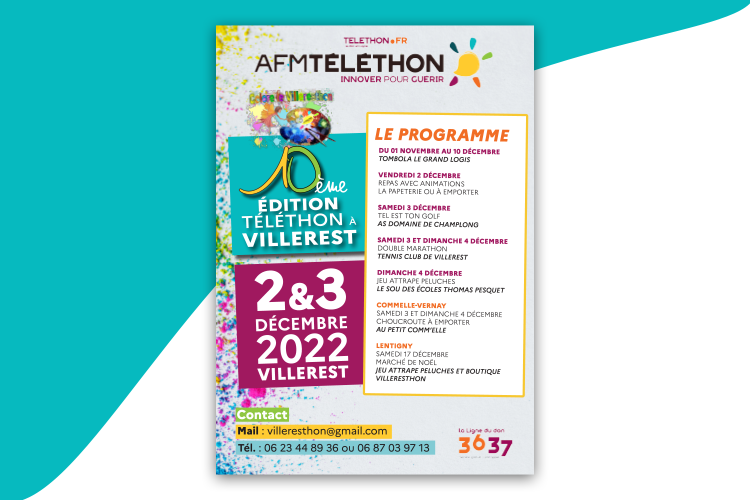 TELETHON.FR
AFMTÉLÉTHON
INNOVER POUR GUÉRIR
LE PROGRAMME
DU 01 NOVEMBRE AU 10 DÉCEMBRE
TOMBOLA LE GRAND LOGIS
VENDREDI 2 DÉCEMBRE
REPAS AVEC ANIMATIONS
LA PAPETERIE OU À EMPORTER
SAMEDI 3 DÉCEMBRE
TEL EST TON GOLF
AS DOMAINE DE CHAMPLONG
SAMEDI 3 ET DIMANCHE 4 DÉCEMBRE
DOUBLE MARATHON
TENNIS CLUB DE VILLEREST
DIMANCHE 4 DÉCEMBRE
JEU ATTRAPE PELUCHES
LE SOU DES ÉCOLES THOMAS PESQUET
COMMELLE-VERNAY
SAMEDI 3 ET DIMANCHE 4 DÉCEMBRE
CHOUCROUTE À EMPORTER
AU PETIT COMM'ELLE
LENTIGNY
SAMEDI 17 DÉCEMBRE
MARCHÉ DE NOËL
JEU ATTRAPE PELUCHES ET BOUTIQUE
VILLERESTHON
10ème
ÉDITION
TÉLÉTHON À
VILLEREST
2&3
DÉCEMBRE
2022
VILLEREST
Contact
Mail : villeresthon@gmail.com
Tél. : 06 23 44 89 36 ou 06 87 03 97 13
la Ligne du don
3637